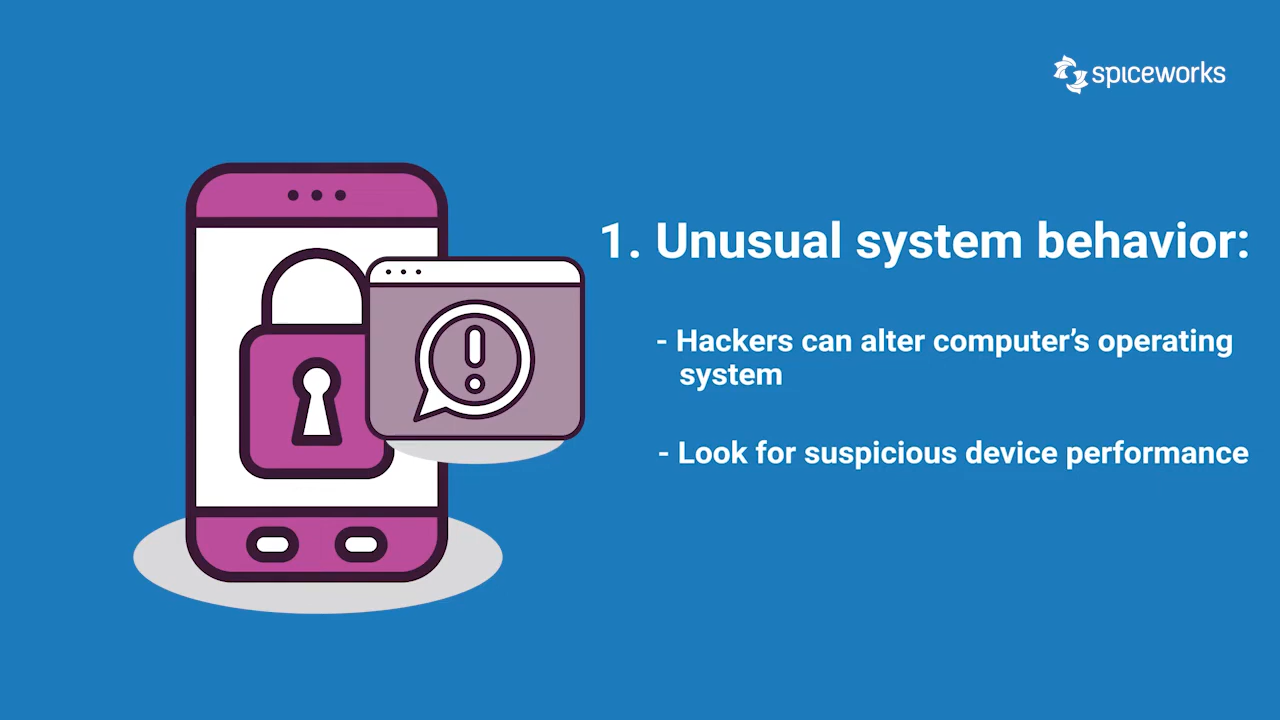 spiceworks
1. Unusual system behavior:
- Hackers can alter computer’s operating
system
- Look for suspicious device performance